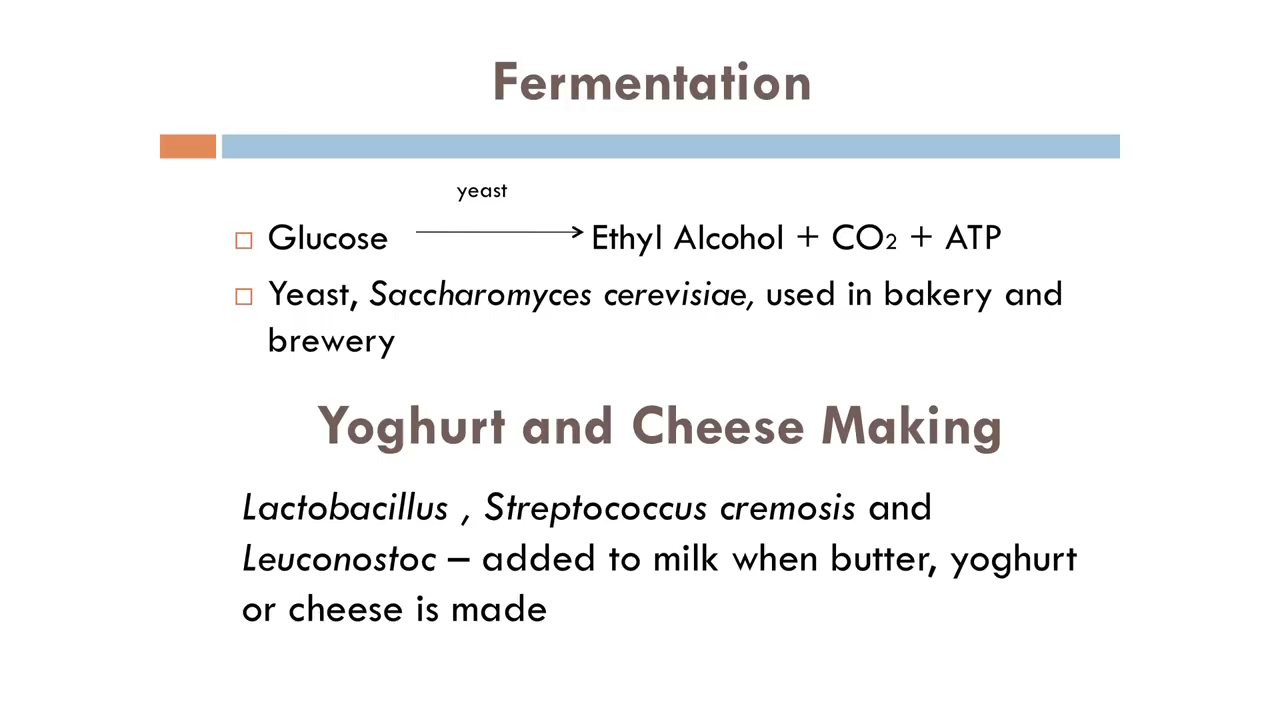 Fermentation
yeast
Glucose → Ethyl Alcohol + CO2 + ATP
Yeast, Saccharomyces cerevisiae, used in bakery and
brewery
Yoghurt and Cheese Making
Lactobacillus , Streptococcus cremosis and
Leuconostoc – added to milk when butter, yoghurt
or cheese is made